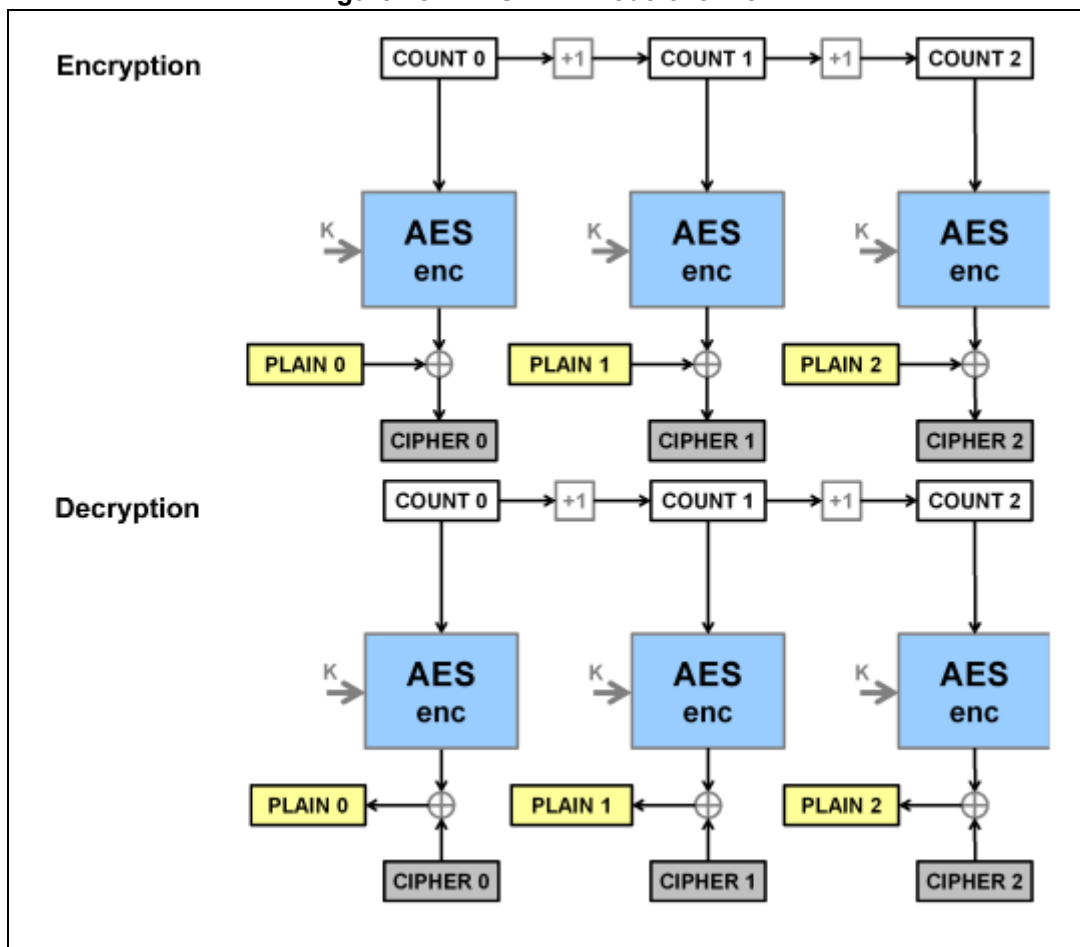 Encryption
COUNT 0 +1 COUNT 1 +1 COUNT 2
K AES enc K AES enc K AES enc
PLAIN 0 PLAIN 1 PLAIN 2
CIPHER 0 CIPHER 1 CIPHER 2
Decryption
COUNT 0 +1 COUNT 1 +1 COUNT 2
K AES enc K AES enc K AES enc
PLAIN 0 PLAIN 1 PLAIN 2
CIPHER 0 CIPHER 1 CIPHER 2